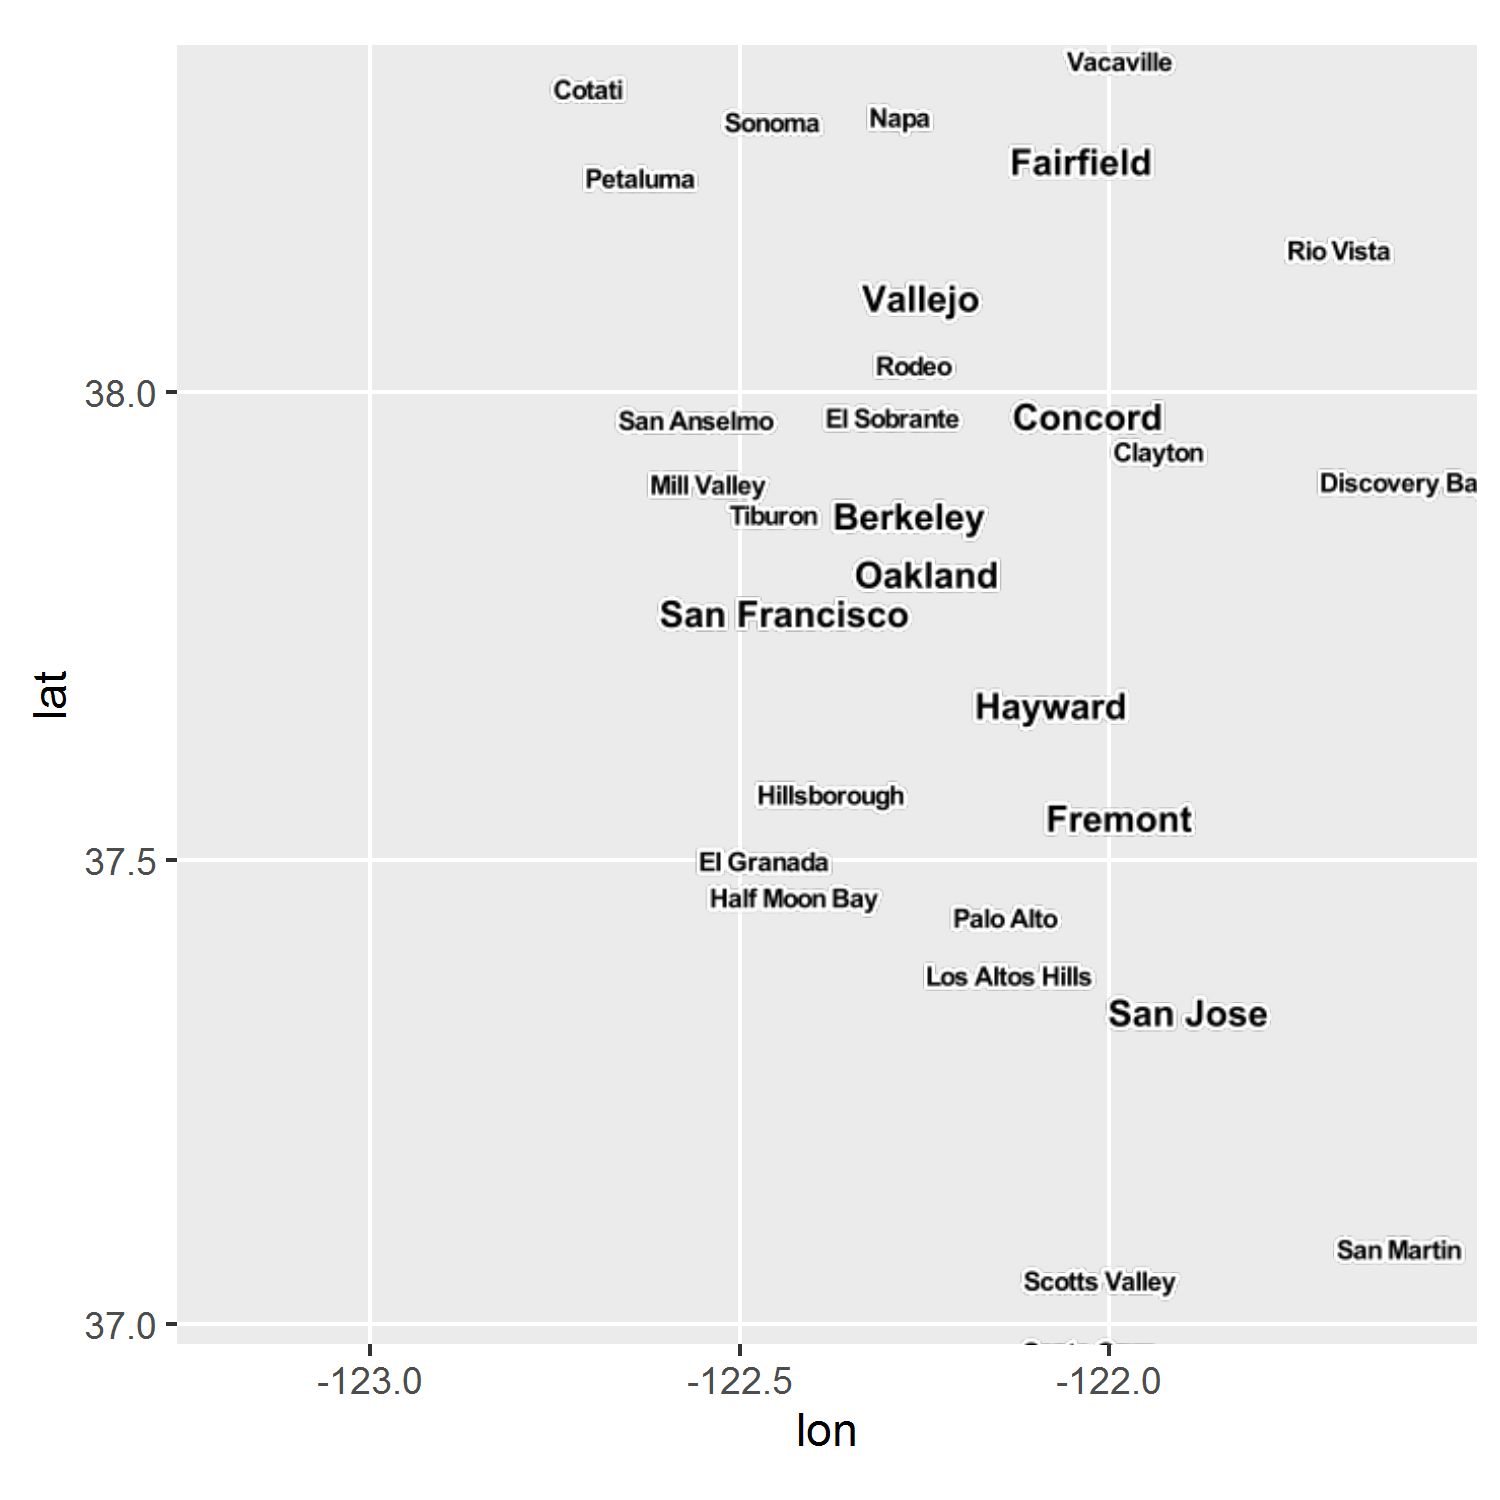 Vacaville
Cotati
Sonoma
Napa
Fairfield
Petaluma
Rio Vista
Vallejo
Rodeo
38.0
San Anselmo
El Sobrante
Concord
Clayton
Mill Valley
Discovery Ba
Tiburon
Berkeley
Oakland
San Francisco
lat
Hayward
Hillsborough
Fremont
37.5
El Granada
Half Moon Bay
Palo Alto
Los Altos Hills
San Jose
San Martin
Scotts Valley
37.0
-123.0
-122.5
-122.0
lon